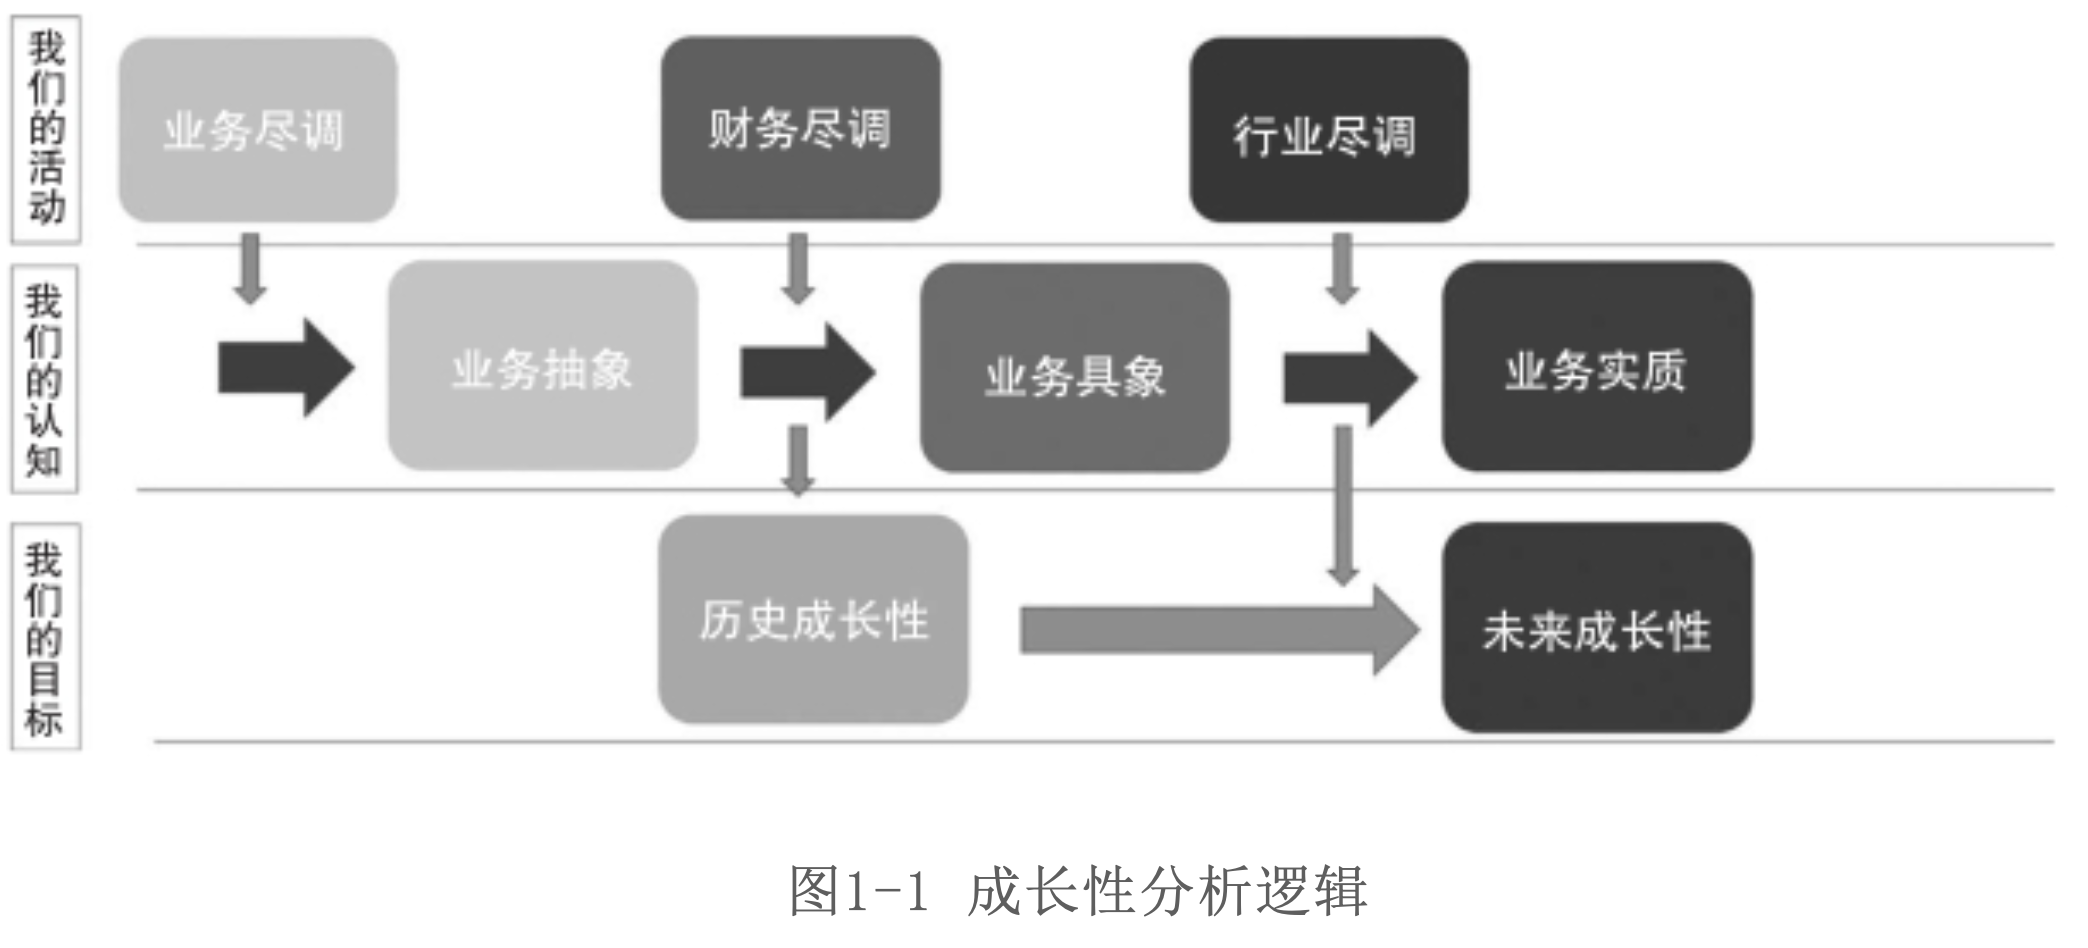 我们的活动
业务尽调
财务尽调
行业尽调
我们的认知
业务抽象
业务具象
业务实质
我们的目标
历史成长性
未来成长性
图1-1 成长性分析逻辑